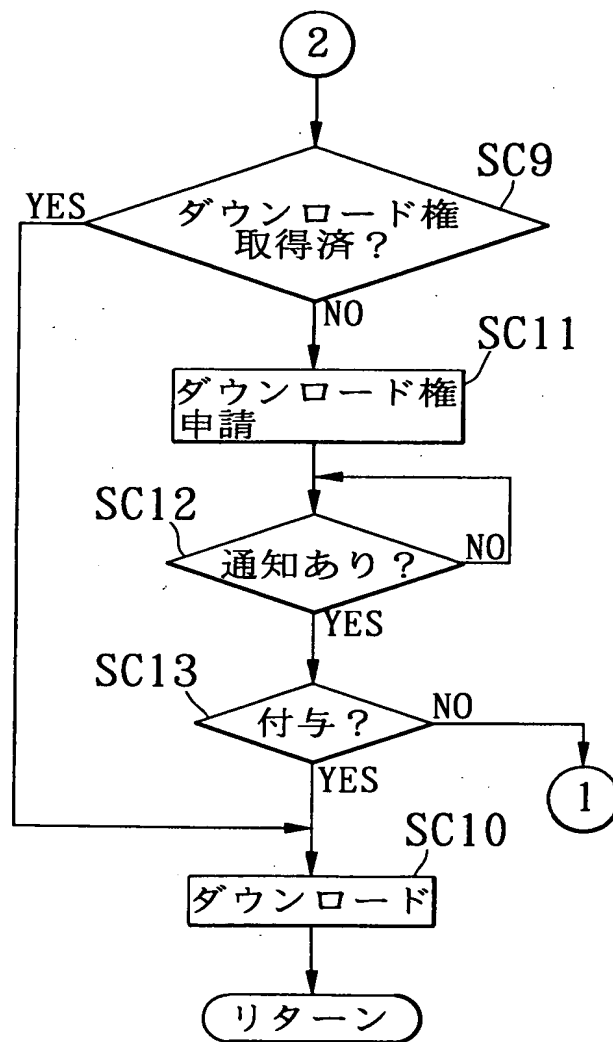 2
SC9
YES
ダウンロード権
取得済？
NO
SC11
ダウンロード権
申請
SC12
通知あり？
NO
YES
SC13
付与？
NO
YES
1
SC10
ダウンロード
リターン